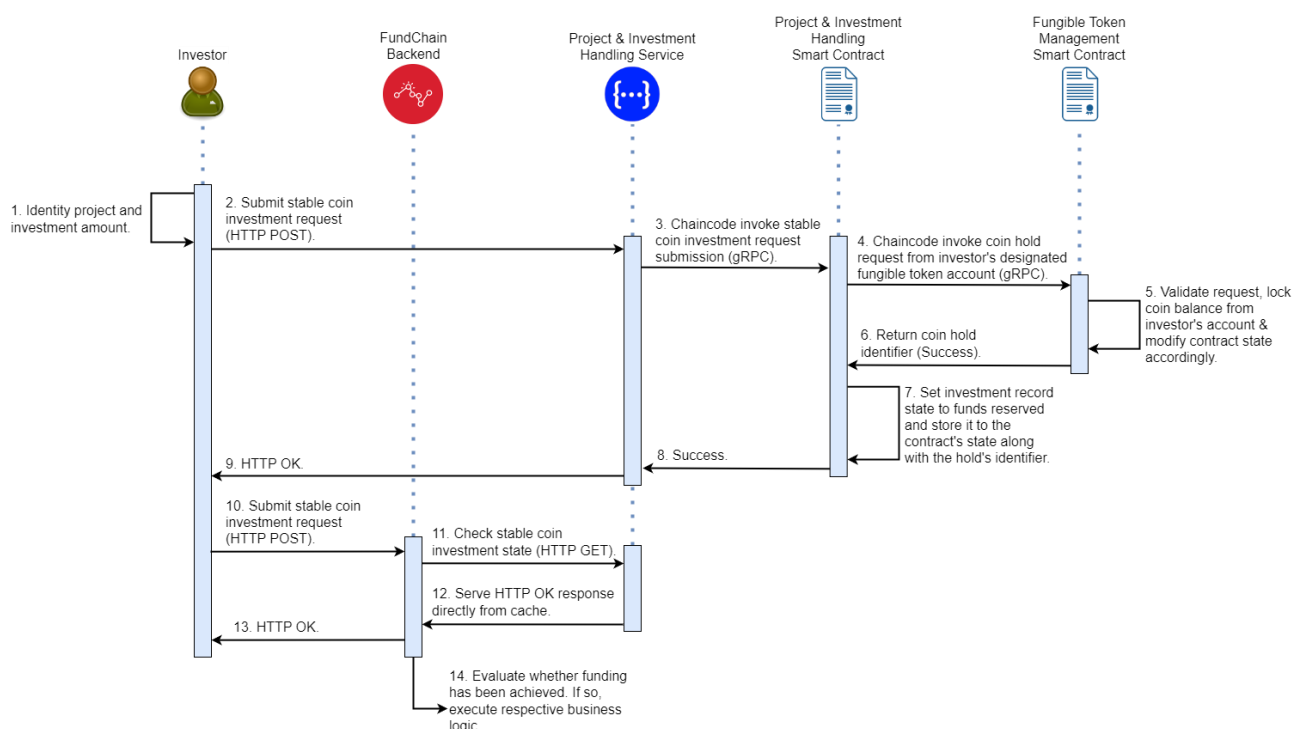 Investor
FundChain
Backend
Project & Investment
Handling Service
Project & Investment
Handling
Smart Contract
Fungible Token
Management
Smart Contract
{···}
1. Identity project and
investment amount.
2. Submit stable coin
investment request
(HTTP POST).
3. Chaincode invoke stable
coin investment request
submission (gRPC).
4. Chaincode invoke coin hold
request from investor's designated
fungible token account (gRPC).
5. Validate request, lock
coin balance from
investor's account &
modify contract state
accordingly.
6. Return coin hold
identifier (Success).
7. Set investment record
state to funds reserved
and store it to the
contract's state along
with the hold's identifier.
8. Success.
9. HTTP OK.
10. Submit stable coin
investment request
(HTTP POST).
11. Check stable coin
investment state (HTTP GET).
12. Serve HTTP OK response
directly from cache.
13. HTTP OK.
14. Evaluate whether funding
has been achieved. If so,
execute respective business
logic